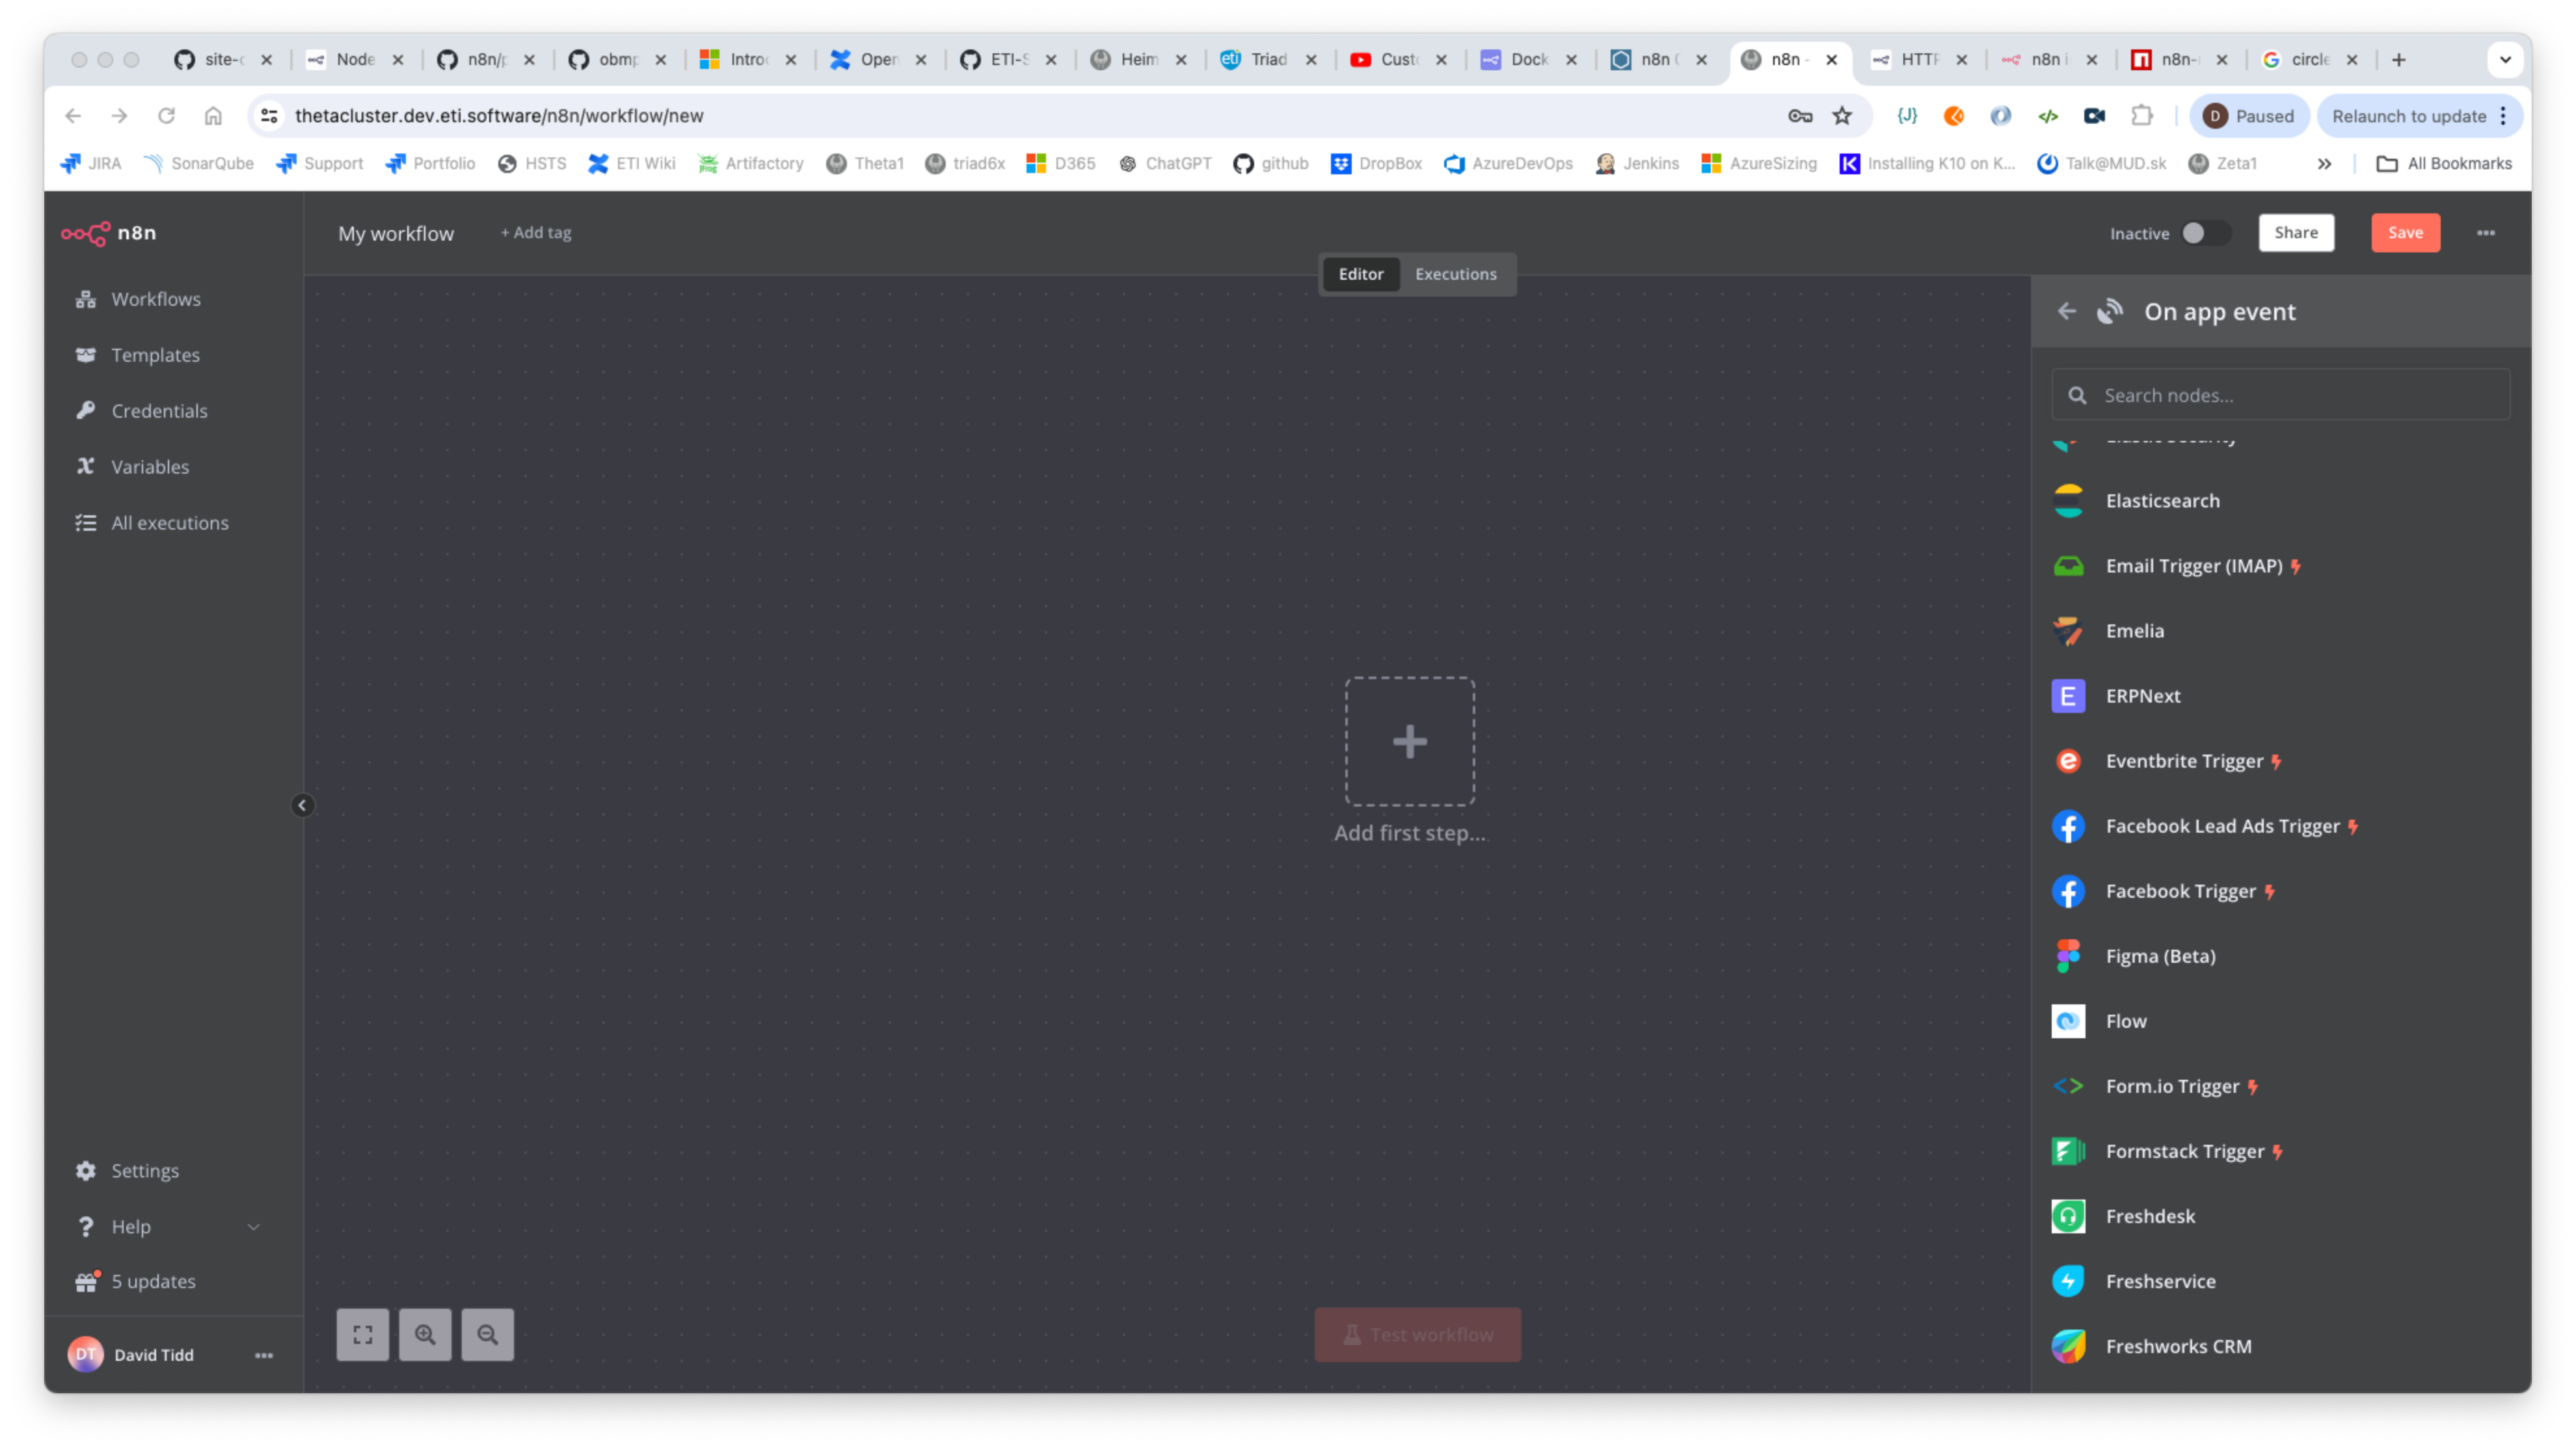 site-c
Node
n8n/p
obmp
Introd
Open
ETI-S
Heim
eti
Triad
Custo
Dock
n8n (
n8n -
HTTP
n8n i
n8n-
circle
thetacluster.dev.eti.software/n8n/workflow/new
{J}
</>
D
Paused
Relaunch to update
JIRA
SonarQube
Support
Portfolio
HSTS
ETI Wiki
Artifactory
Theta1
triad6x
D365
ChatGPT
github
DropBox
AzureDevOps
Jenkins
AzureSizing
K
Installing K10 on K...
Talk@MUD.sk
Zeta1
»
All Bookmarks
n8n
My workflow
+ Add tag
Inactive
Share
Save
Editor
Executions
Workflows
Templates
Credentials
Variables
All executions
Add first step...
Test workflow
Settings
Help
5 updates
DT
David Tidd
On app event
Search nodes...
Elastic Security
Elasticsearch
Email Trigger (IMAP)
Emelia
E
ERPNext
Eventbrite Trigger
Facebook Lead Ads Trigger
Facebook Trigger
Figma (Beta)
Flow
Form.io Trigger
Formstack Trigger
Freshdesk
Freshservice
Freshworks CRM